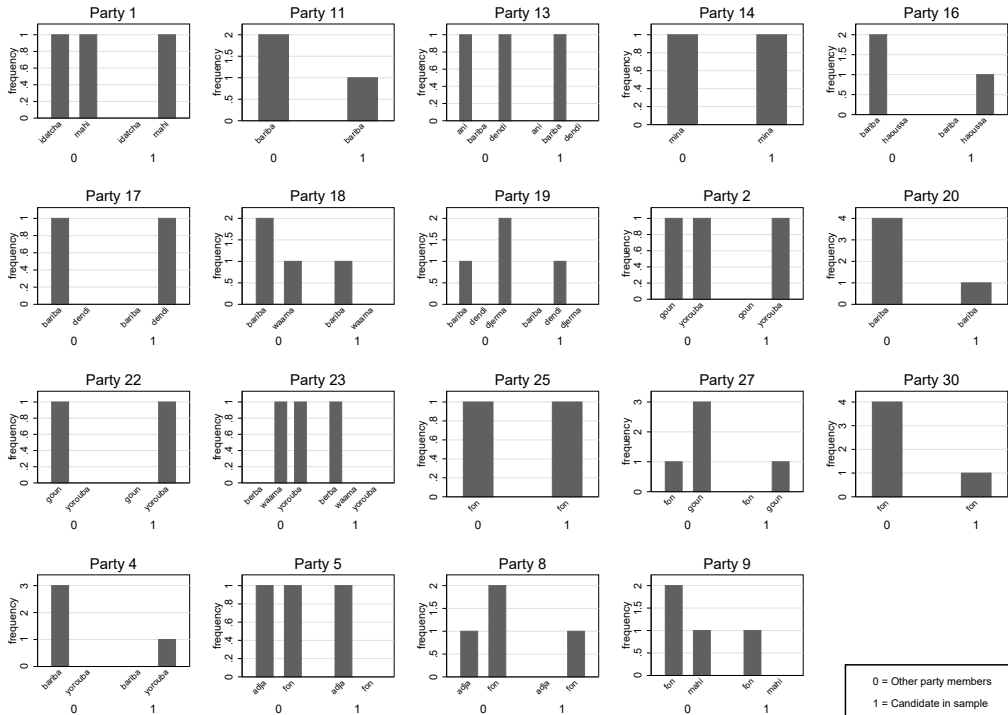 Party 1
frequency
0 .2 .4 .6 .8 1
idatcha mahi idatcha mahi
0 1
Party 11
frequency
0 .5 1 1.5 2
bariba bariba
0 1
Party 13
frequency
0 .2 .4 .6 .8 1
ani bariba dendi ani bariba dendi
0 1
Party 14
frequency
0 .2 .4 .6 .8 1
mina mina
0 1
Party 16
frequency
0 .5 1 1.5 2
bariba haoussa bariba haoussa
0 1
Party 17
frequency
0 .2 .4 .6 .8 1
bariba dendi bariba dendi
0 1
Party 18
frequency
0 .5 1 1.5 2
bariba waama bariba waama
0 1
Party 19
frequency
0 .5 1 1.5 2
bariba dendi djerma bariba dendi djerma
0 1
Party 2
frequency
0 .2 .4 .6 .8 1
goun yorouba goun yorouba
0 1
Party 20
frequency
0 1 2 3 4
bariba bariba
0 1
Party 22
frequency
0 .2 .4 .6 .8 1
goun yorouba goun yorouba
0 1
Party 23
frequency
0 .2 .4 .6 .8 1
berba waama yorouba berba waama yorouba
0 1
Party 25
frequency
0 .2 .4 .6 .8 1
fon fon
0 1
Party 27
frequency
0 1 2 3
fon goun fon goun
0 1
Party 30
frequency
0 1 2 3 4
fon fon
0 1
Party 4
frequency
0 1 2 3
bariba yorouba bariba yorouba
0 1
Party 5
frequency
0 .2 .4 .6 .8 1
adja fon adja fon
0 1
Party 8
frequency
0 .5 1 1.5 2
adja fon adja fon
0 1
Party 9
frequency
0 .5 1 1.5 2
fon mahi fon mahi
0 1
0 = Other party members
1 = Candidate in sample